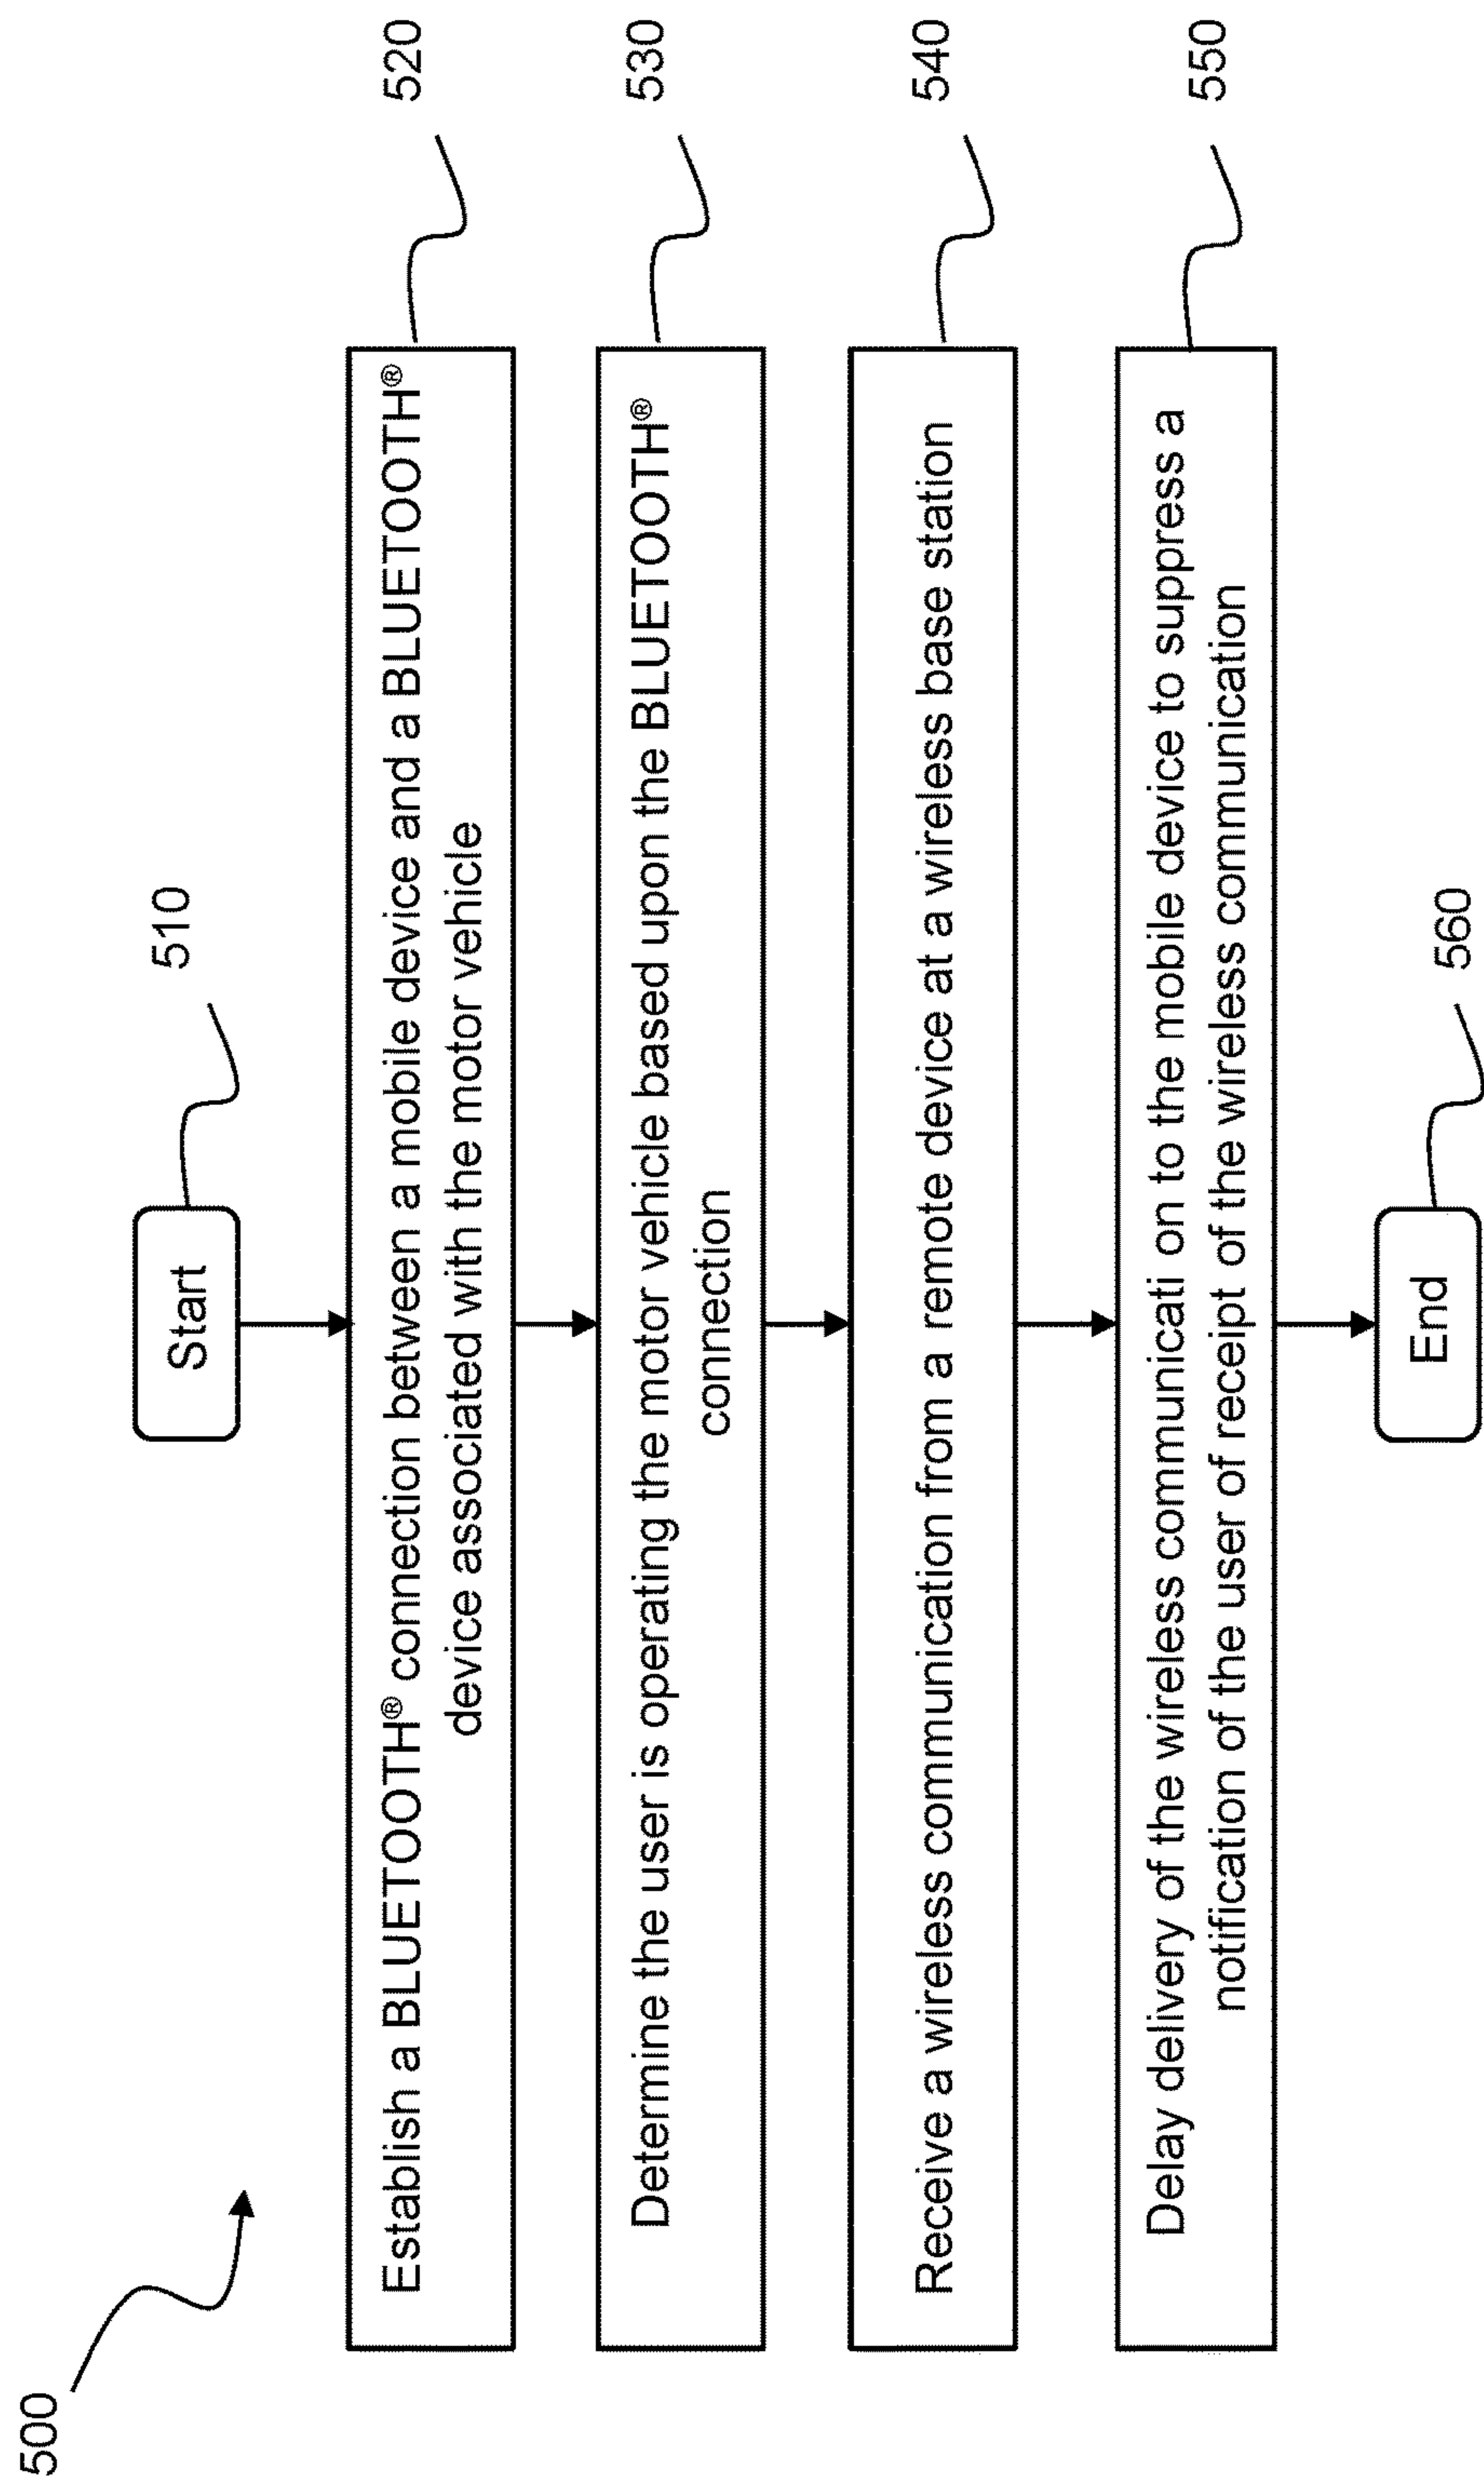 500
Start
510
Establish a BLUETOOTH® connection between a mobile device and a BLUETOOTH®
device associated with the motor vehicle
520
Determine the user is operating the motor vehicle based upon the BLUETOOTH®
connection
530
Receive a wireless communication from a remote device at a wireless base station
540
Delay delivery of the wireless communicati on to the mobile device to suppress a
notification of the user of receipt of the wireless communication
550
End
560